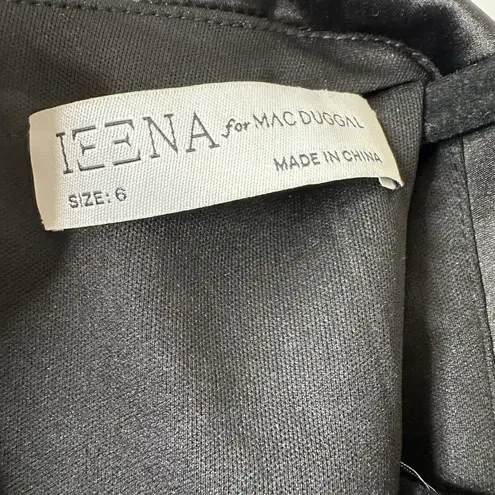 IEENA for MAC DUGGAL
MADE IN CHINA
SIZE: 6